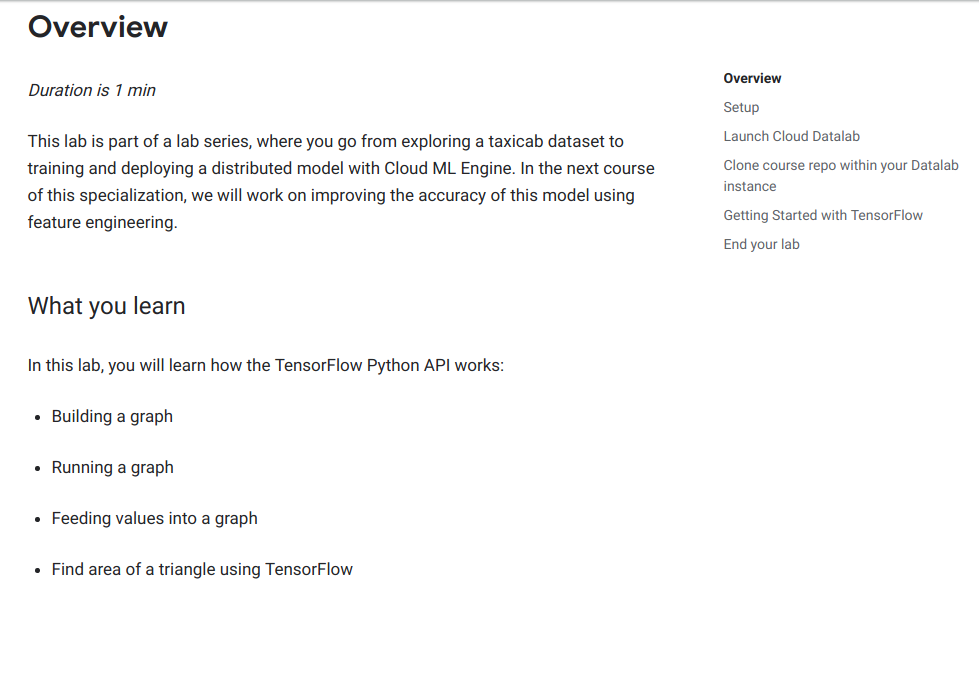 Overview
Duration is 1 min
This lab is part of a lab series, where you go from exploring a taxicab dataset to
training and deploying a distributed model with Cloud ML Engine. In the next course
of this specialization, we will work on improving the accuracy of this model using
feature engineering.
What you learn
In this lab, you will learn how the TensorFlow Python API works:
• Building a graph
• Running a graph
• Feeding values into a graph
• Find area of a triangle using TensorFlow
Overview
Setup
Launch Cloud Datalab
Clone course repo within your Datalab
instance
Getting Started with TensorFlow
End your lab